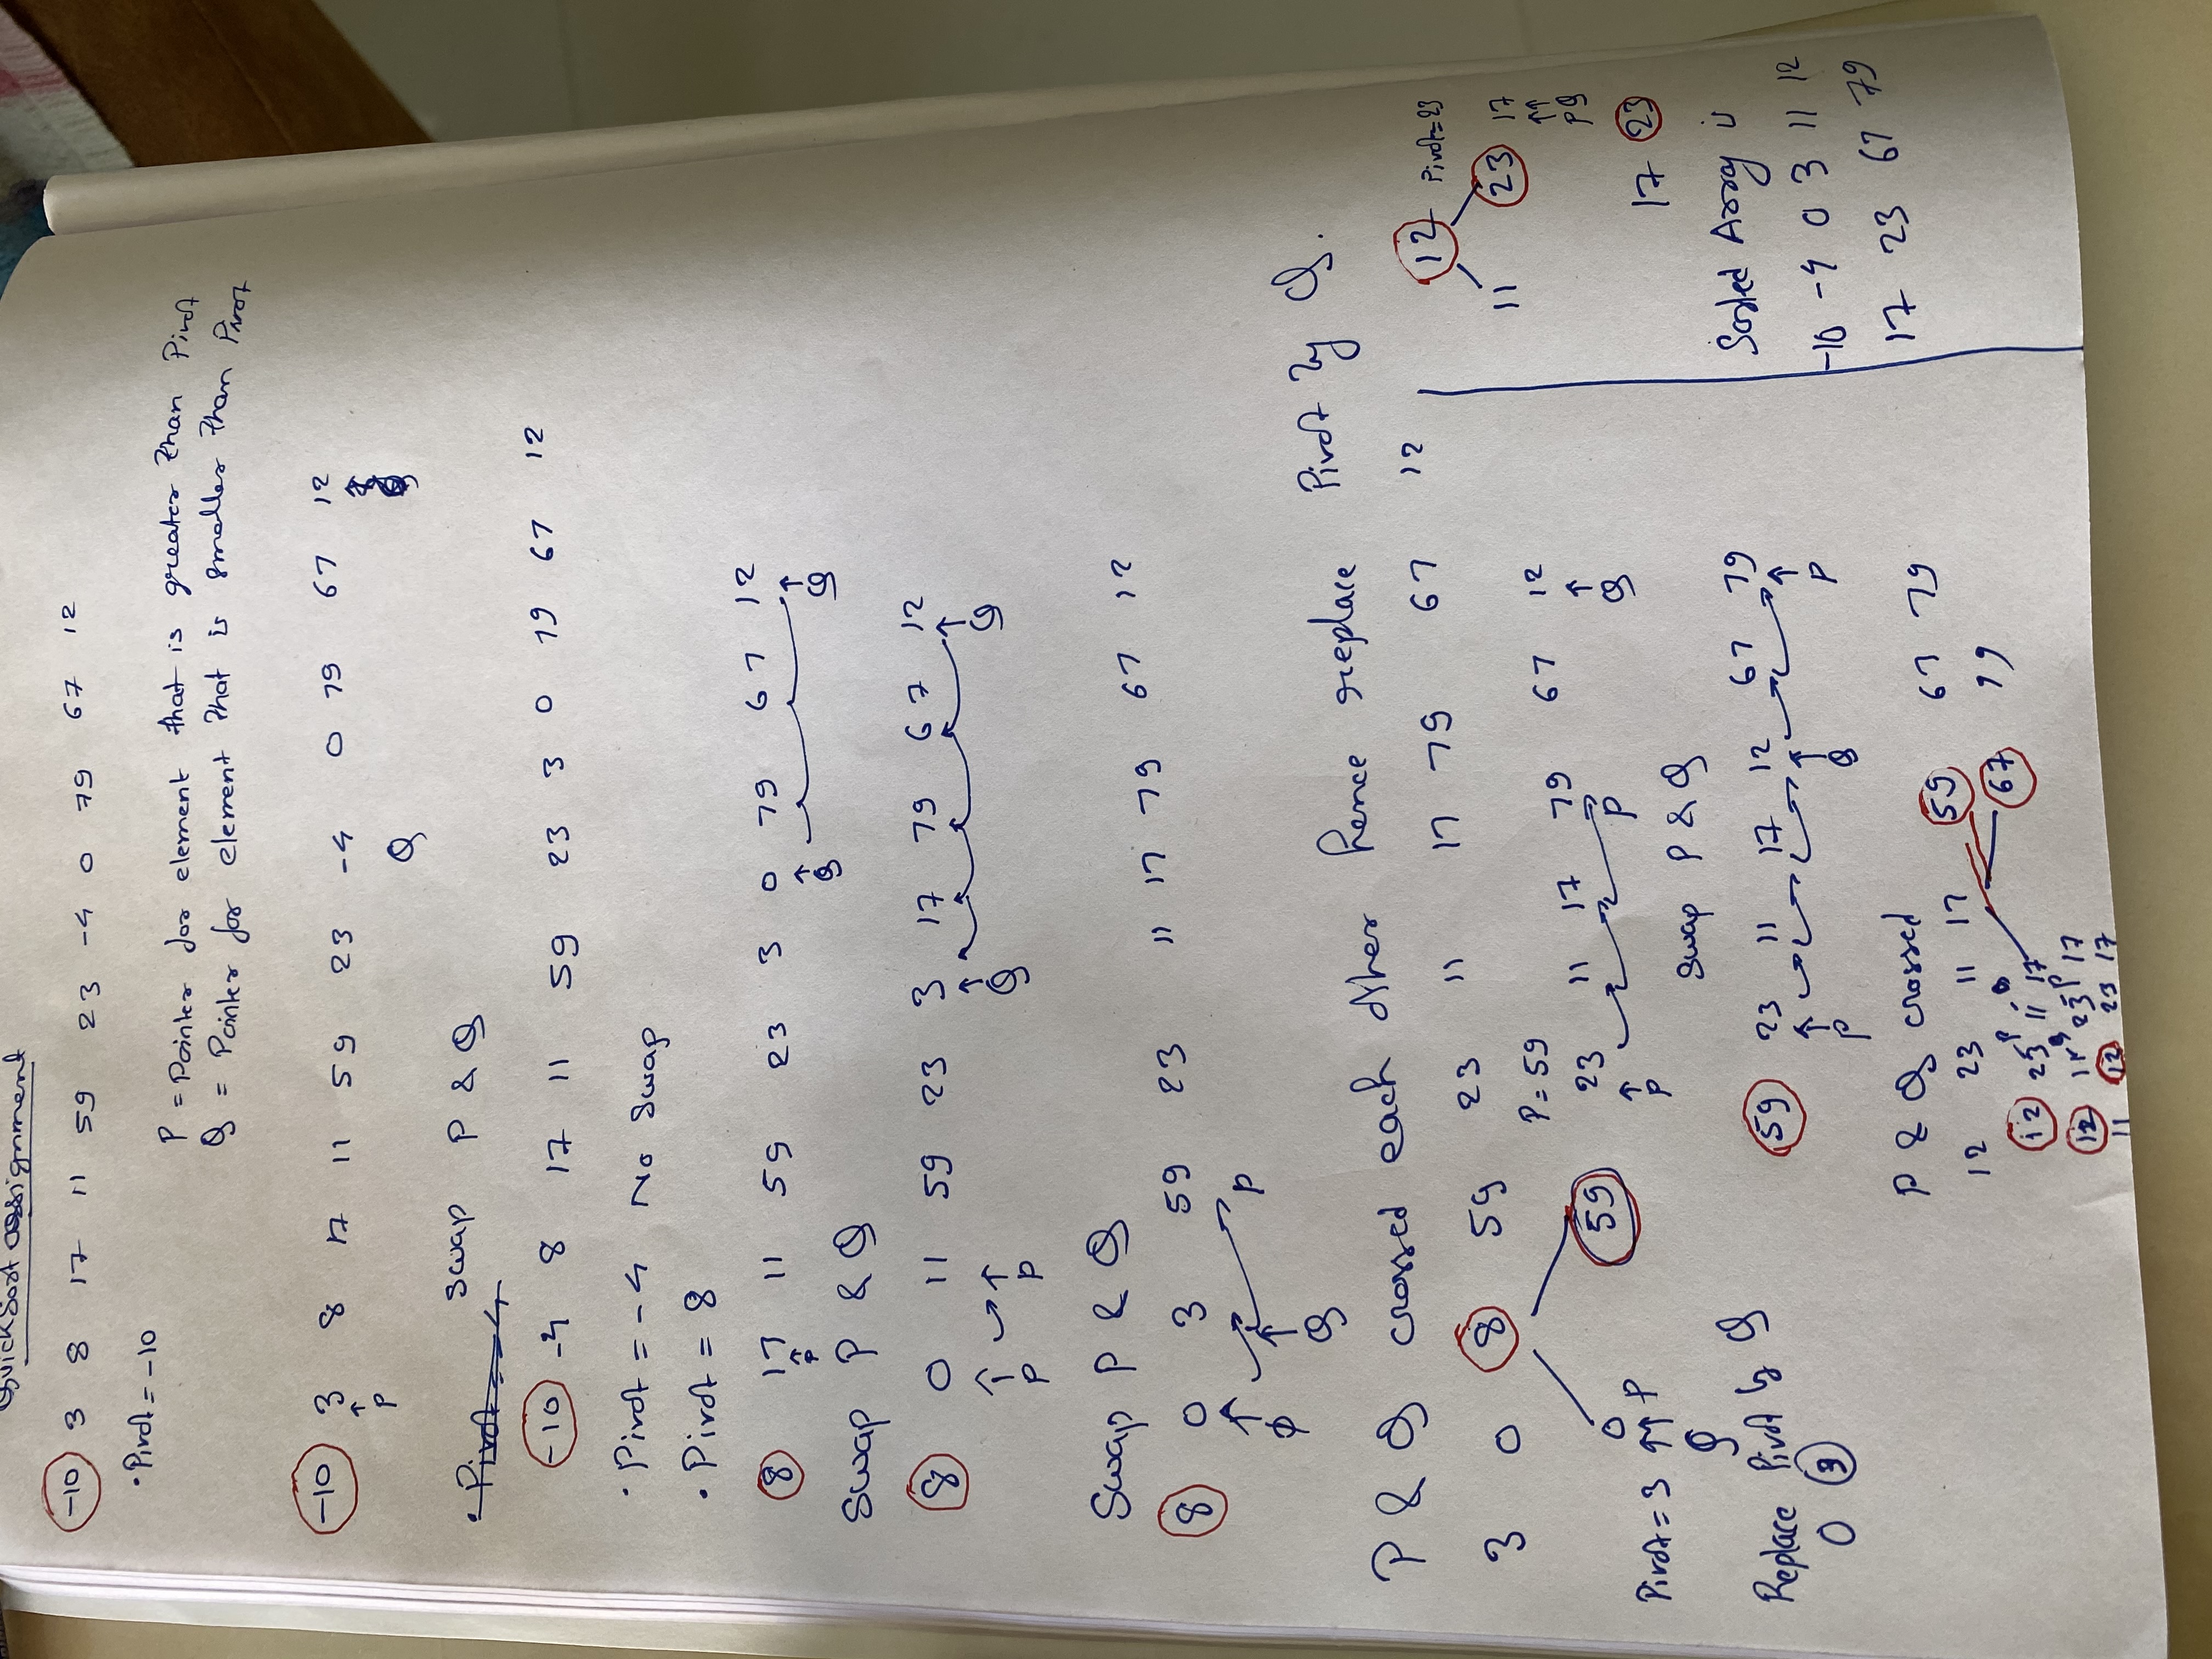 QuickSort assignment
-10 3 8 17 11 59 23 -4 0 79 67 12
• Pivot = -10
P = Pointer for element that is greater than Pivot
Q = Pointer for element that is smaller than Pivot
-10 3 8 17 11 59 23 -4 0 79 67 12
P Q
• Pivot = -4 Swap P & Q
-10 -4 8 17 11 59 23 3 0 79 67 12
• Pivot = -4 No Swap
• Pivot = 8
8 17 11 59 23 3 0 79 67 12
P Q Q
Swap P & Q
8 0 11 59 23 3 17 79 67 12
P P Q Q
Swap P & Q
8 0 3 59 23 11 17 79 67 12
P
Q
P & Q crossed each other hence replace Pivot by Q.
3 0 8 59 23 11 17 79 67 12
P = 59
0 59 23 11 17 79 67 12
Pivot = 3 P P P Q
Q
Swap P & Q
Replace Pivot by Q
0 3
59 23 11 17 12 67 79
P Q P
P & Q crossed
12 23 11 17 59 67 79
67 79
P Q
12 23 11 17
Q P
12 11 23 17
11 12 23 17
12 Pivot = 23
11 23 17
P Q
17 23
Sorted Array is
-10 -4 0 3 11 12
17 23 67 79